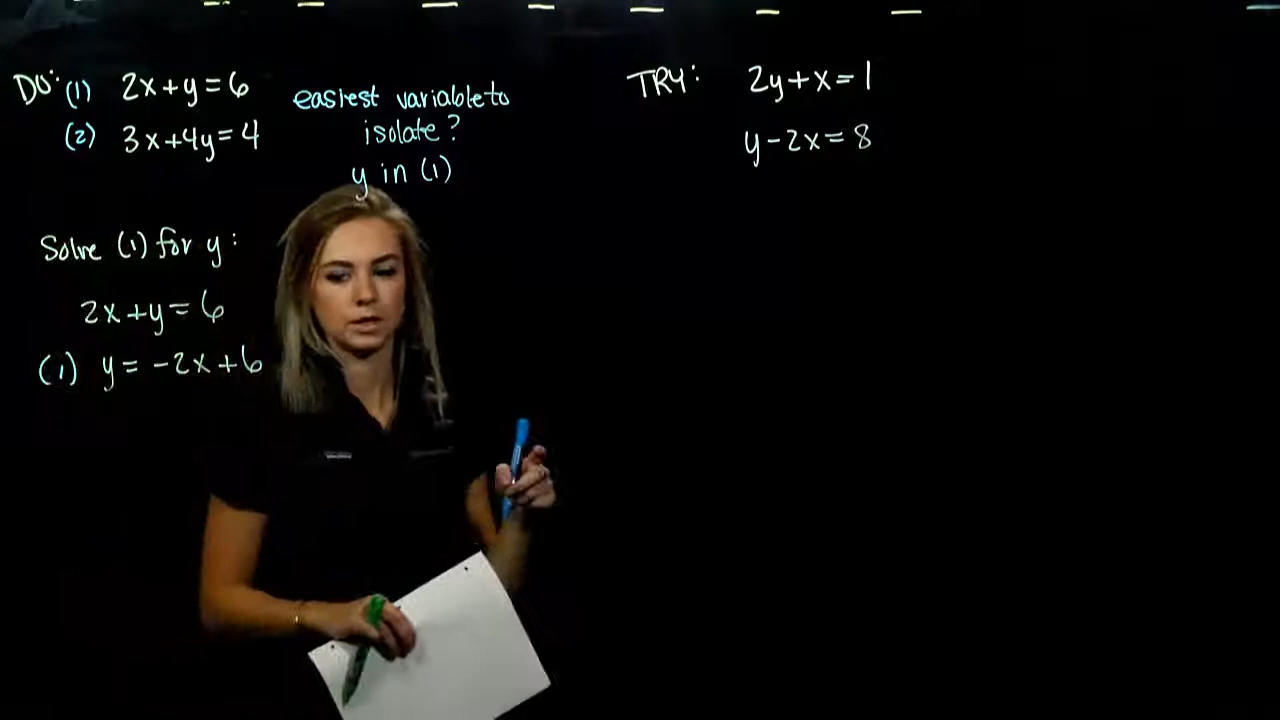 DO: (1) 2x+y=6
(2) 3x+4y=4
easiest variable to
isolate?
y in (1)
Solve (1) for y:
2x+y=6
(1) y=-2x+6
TRY: 2y+x=1
y-2x=8